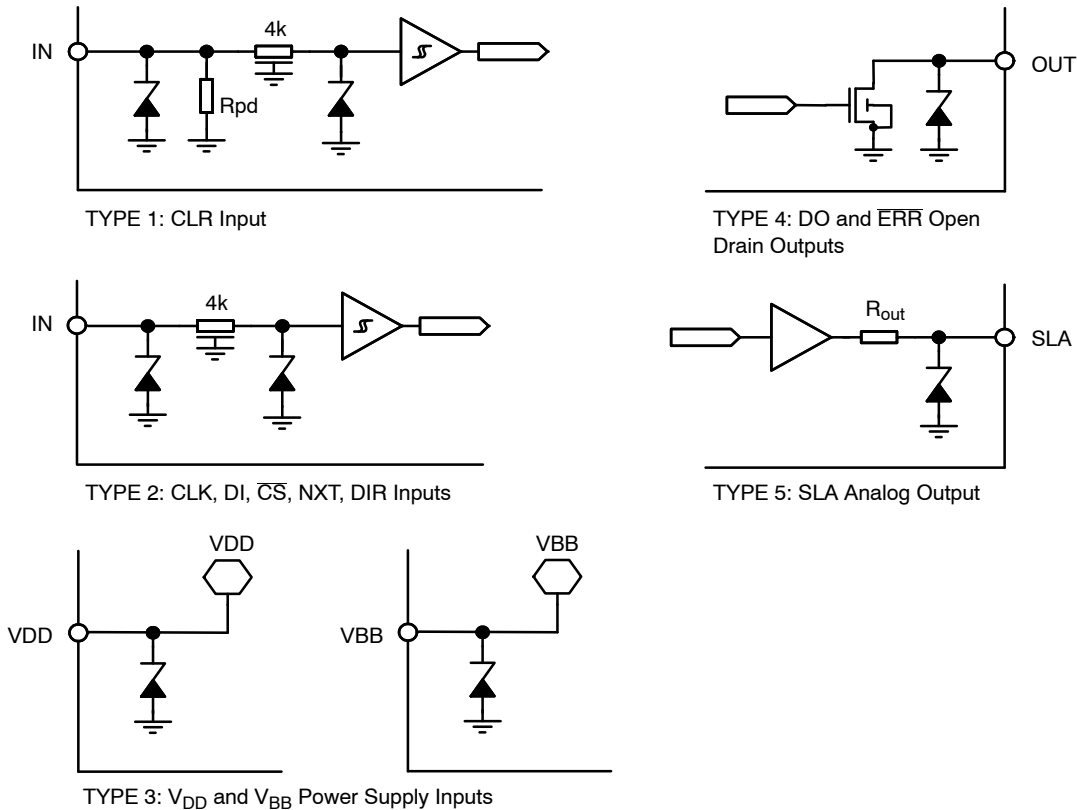 4k
IN
Rpd
TYPE 1: CLR Input
OUT
TYPE 4: DO and E̅R̅R̅ Open
Drain Outputs
4k
IN
TYPE 2: CLK, DI, C̅S̅, NXT, DIR Inputs
Rout
SLA
TYPE 5: SLA Analog Output
VDD
VDD
VBB
VBB
TYPE 3: VDD and VBB Power Supply Inputs